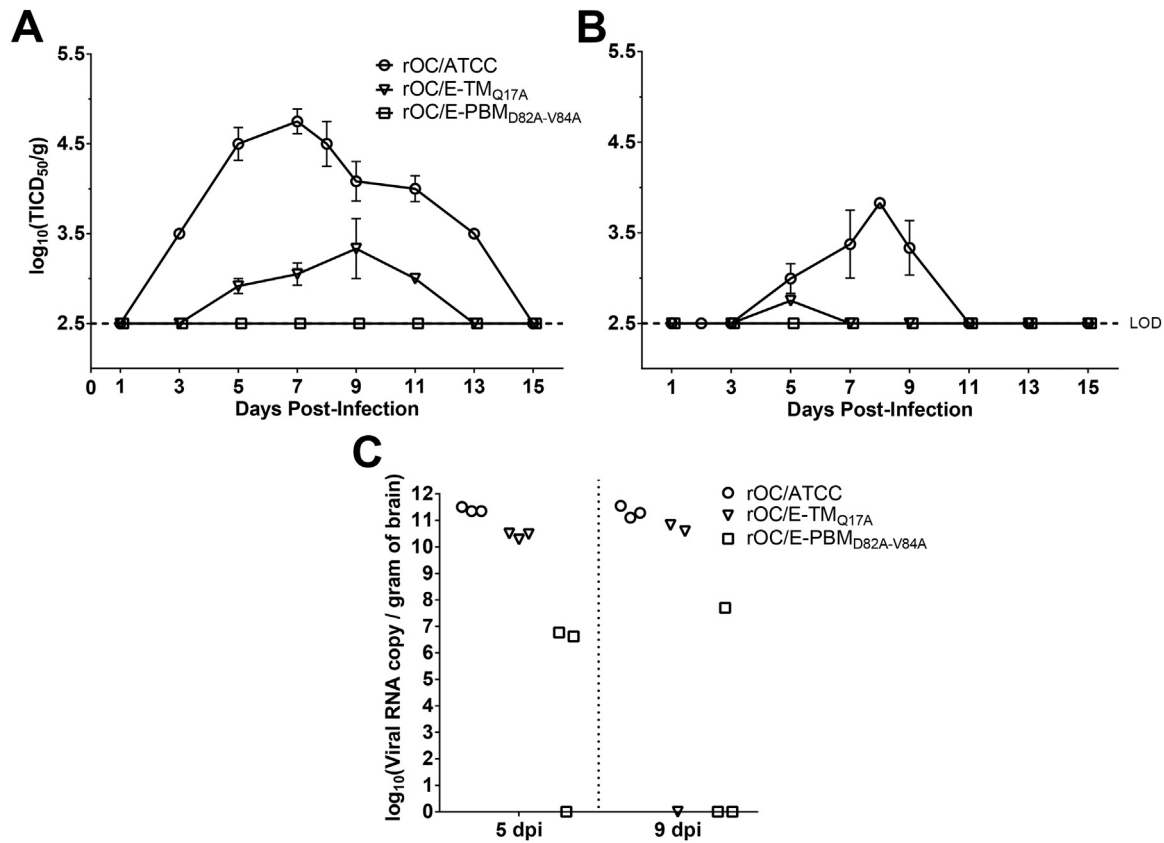 A
5.5
4.5
3.5
2.5
log10(TICD50/g)
rOC/ATCC
rOC/E-TMQ17A
rOC/E-PBMD82A-V84A
0 1 3 5 7 9 11 13 15
Days Post-Infection
B
5.5
4.5
3.5
2.5
LOD
1 3 5 7 9 11 13 15
Days Post-Infection
C
12
11
10
9
8
7
6
5
4
3
2
1
0
log10(Viral RNA copy / gram of brain)
rOC/ATCC
rOC/E-TMQ17A
rOC/E-PBMD82A-V84A
5 dpi 9 dpi